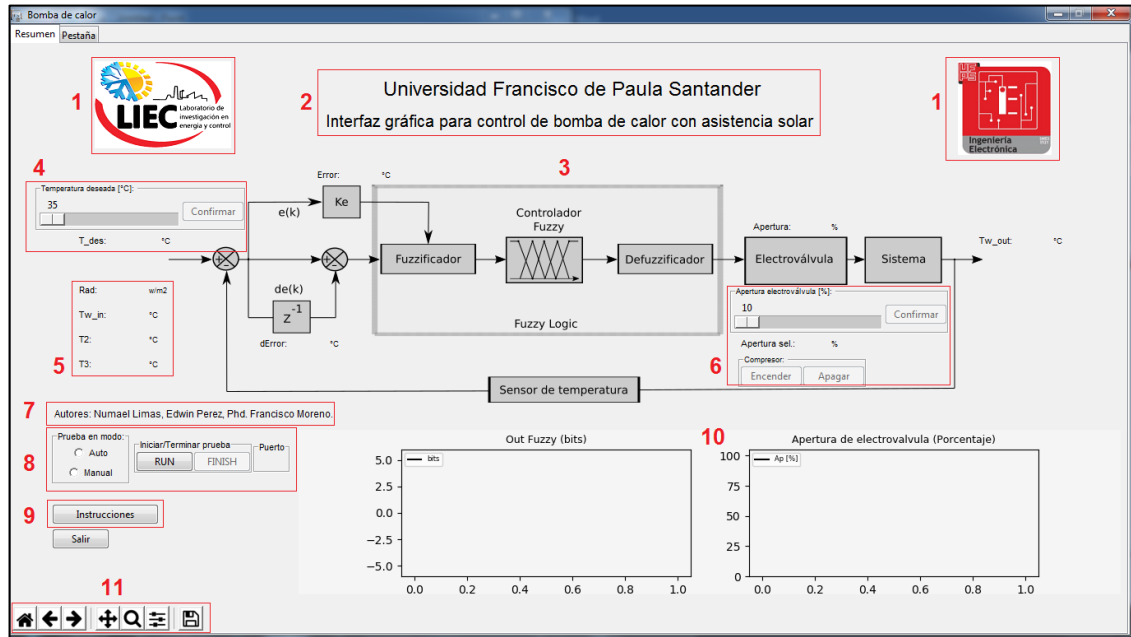 Bomba de calor
Resumen Pestaña
1
LIEC
Laboratorio de
investigación en
energía y control
2
Universidad Francisco de Paula Santander
Interfaz gráfica para control de bomba de calor con asistencia solar
1
UFPS
Ingeniería
Electrónica
4
Temperatura deseada [°C]:
35
Confirmar
T_des: °C
Error: °C
e(k)
Ke
3
Controlador
Fuzzy
Fuzzificador
Defuzzificador
Fuzzy Logic
Apertura: %
Electroválvula
Sistema
Tw_out: °C
de(k)
Z-1
dError: °C
5
Rad: w/m2
Tw_in: °C
T2: °C
T3: °C
6
Apertura electroválvula [%]:
10
Confirmar
Apertura sel.: %
Compresor:
Encender Apagar
Sensor de temperatura
7
Autores: Numael Limas, Edwin Perez, Phd. Francisco Moreno.
8
Prueba en modo:
Auto
Manual
Iniciar/Terminar prueba
RUN FINISH
Puerto
9
Instrucciones
Salir
Out Fuzzy (bits)
bits
5.0
2.5
0.0
−2.5
−5.0
0.0 0.2 0.4 0.6 0.8 1.0
10
Apertura de electrovalvula (Porcentaje)
Ap [%]
100
75
50
25
0
0.0 0.2 0.4 0.6 0.8 1.0
11